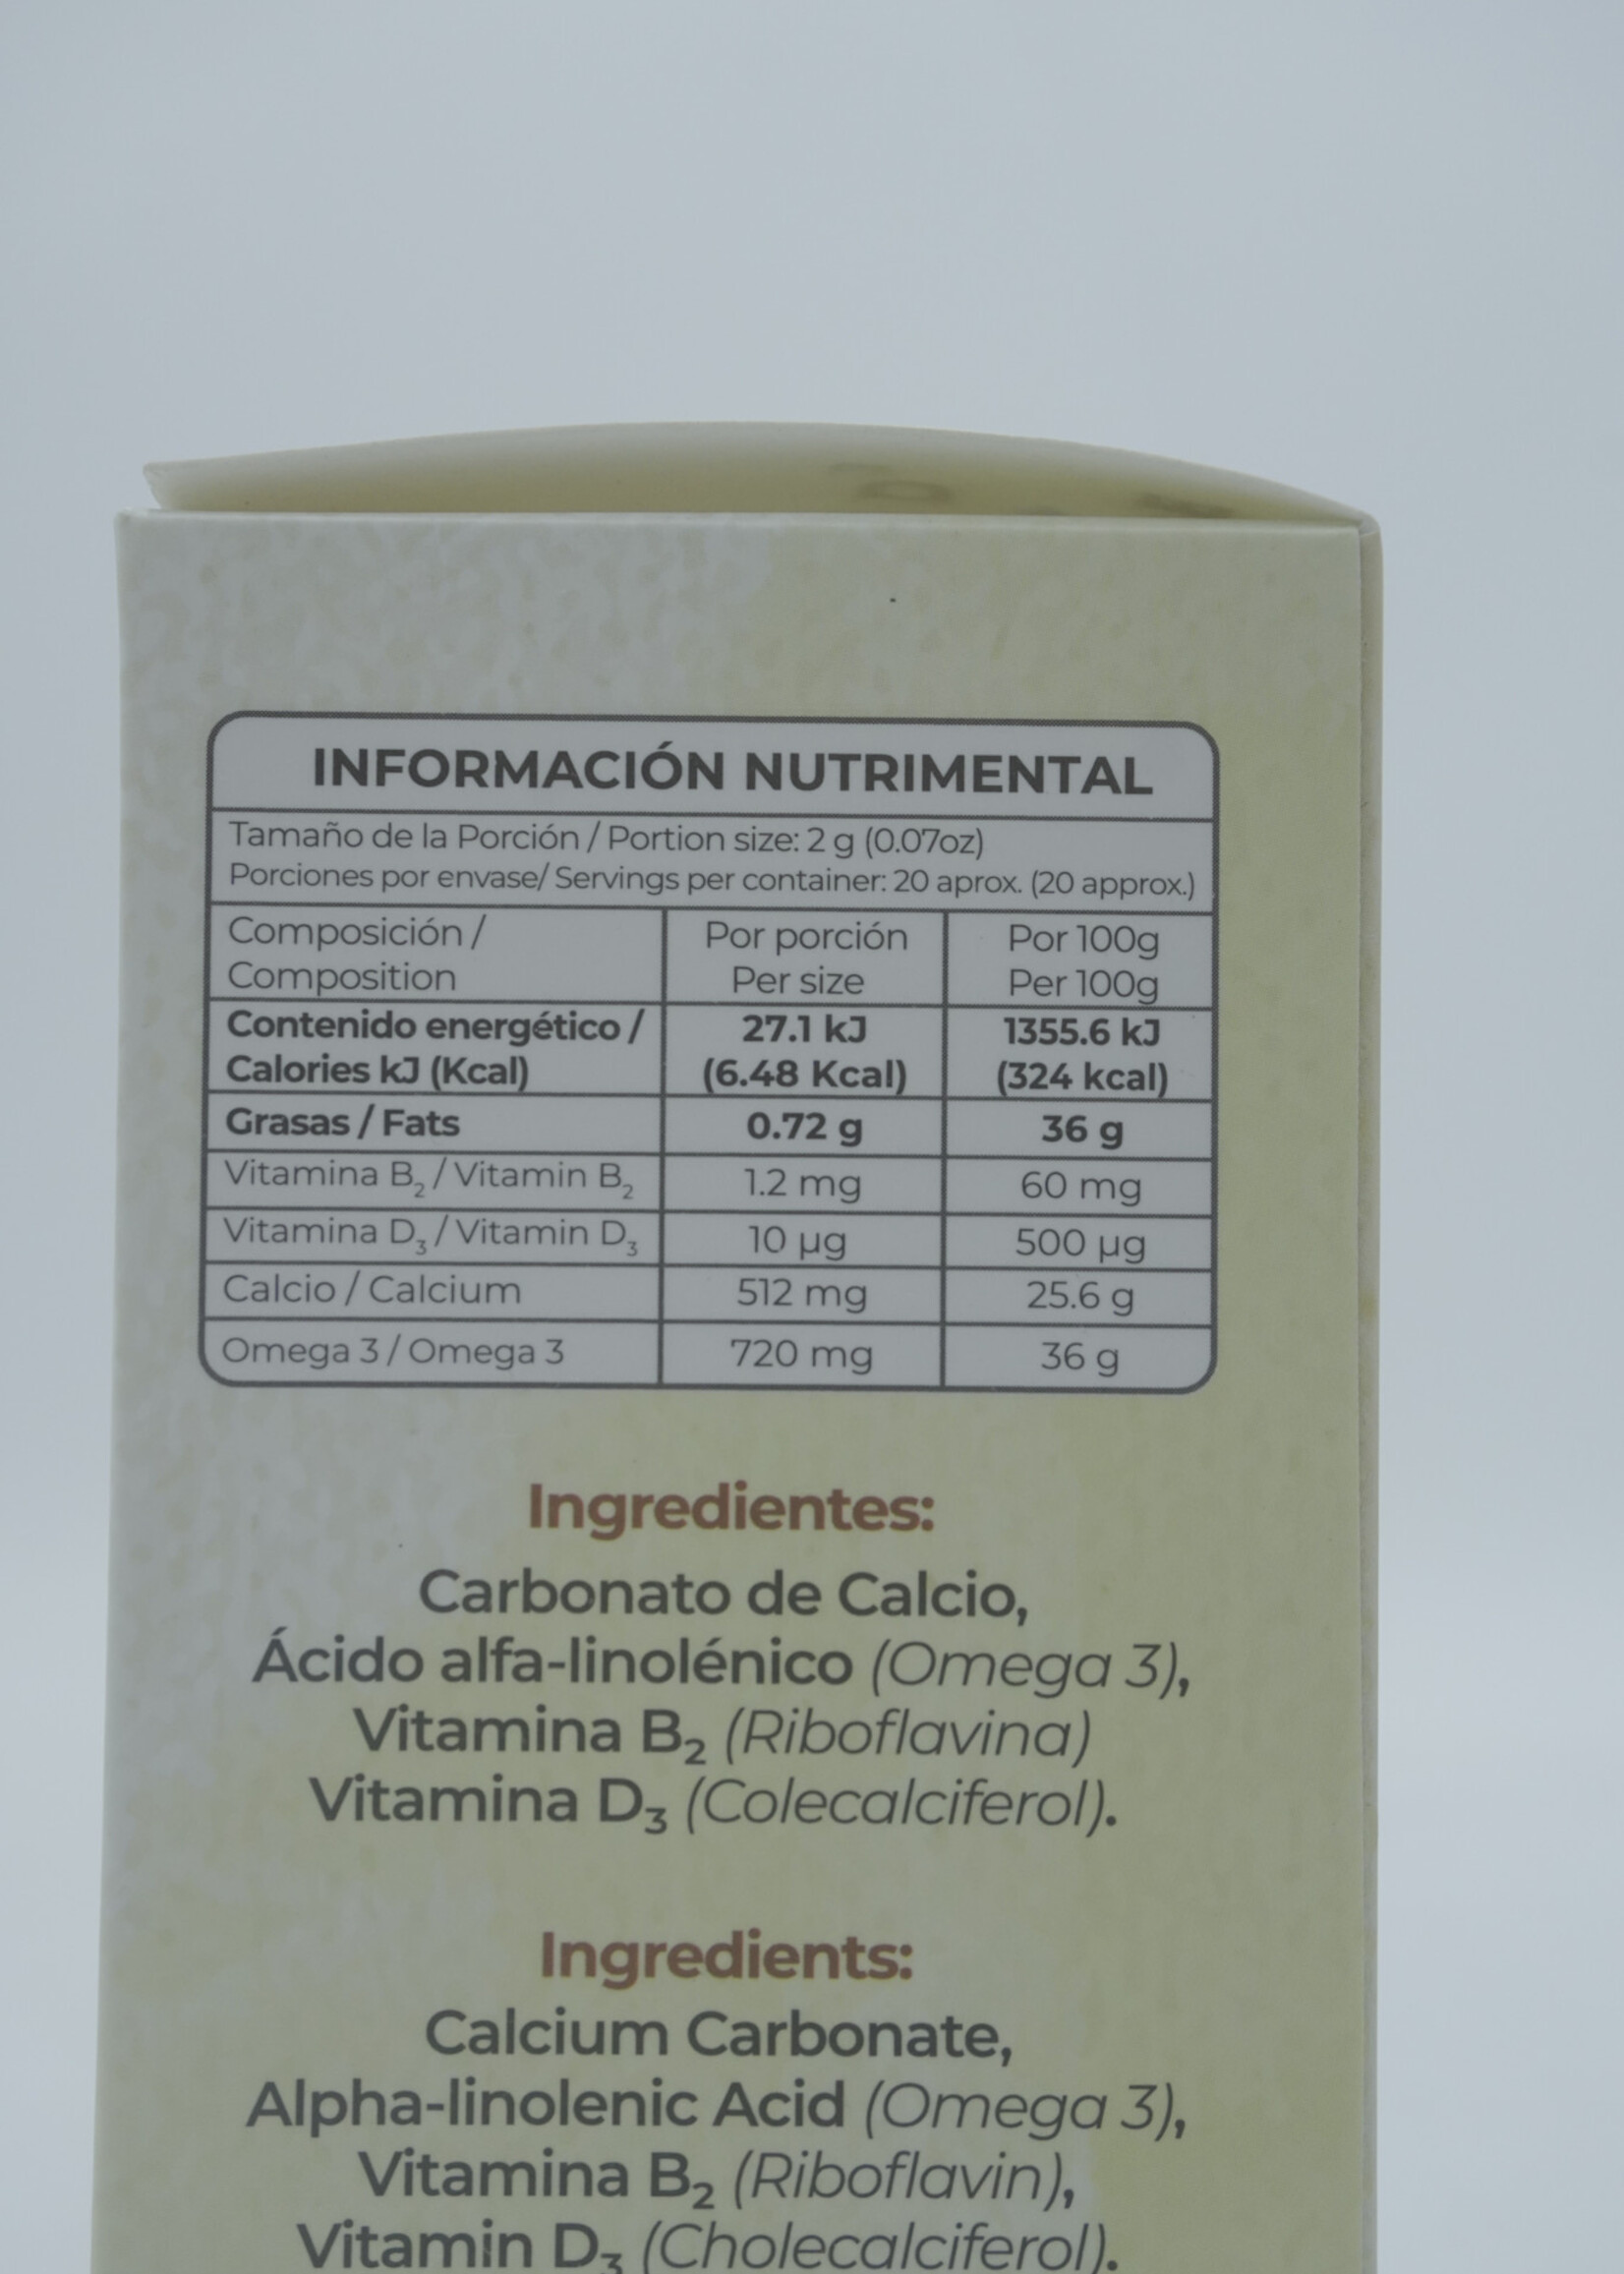 INFORMACIÓN NUTRIMENTAL
Tamaño de la Porción / Portion size: 2 g (0.07oz)
Porciones por envase/ Servings per container: 20 aprox. (20 approx.)
Composición / Por porción Por 100g
Composition Per size Per 100g
Contenido energético / 27.1 kJ 1355.6 kJ
Calories kJ (Kcal) (6.48 Kcal) (324 kcal)
Grasas / Fats 0.72 g 36 g
Vitamina B₂ / Vitamin B₂ 1.2 mg 60 mg
Vitamina D₃ / Vitamin D₃ 10 µg 500 µg
Calcio / Calcium 512 mg 25.6 g
Omega 3 / Omega 3 720 mg 36 g
Ingredientes:
Carbonato de Calcio,
Ácido alfa-linolénico (Omega 3),
Vitamina B₂ (Riboflavina)
Vitamina D₃ (Colecalciferol).
Ingredients:
Calcium Carbonate,
Alpha-linolenic Acid (Omega 3),
Vitamina B₂ (Riboflavin),
Vitamin D₃ (Cholecalciferol).